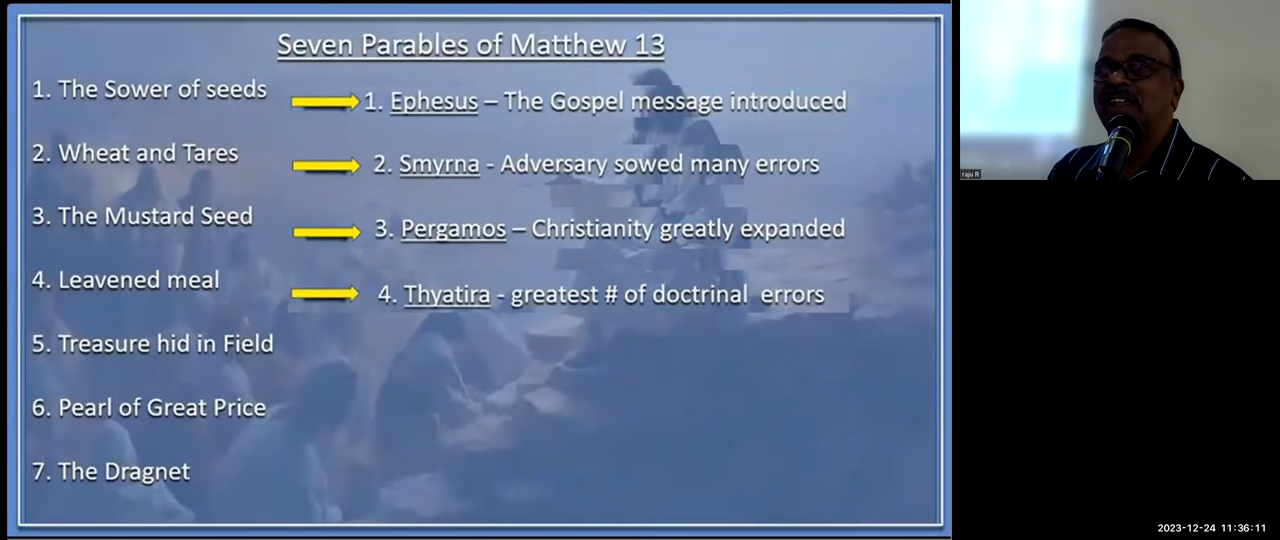 Seven Parables of Matthew 13
1. The Sower of seeds
1. Ephesus – The Gospel message introduced
2. Wheat and Tares
2. Smyrna - Adversary sowed many errors
3. The Mustard Seed
3. Pergamos – Christianity greatly expanded
4. Leavened meal
4. Thyatira - greatest # of doctrinal errors
5. Treasure hid in Field
6. Pearl of Great Price
7. The Dragnet
raju R
2023-12-24 11:36:11